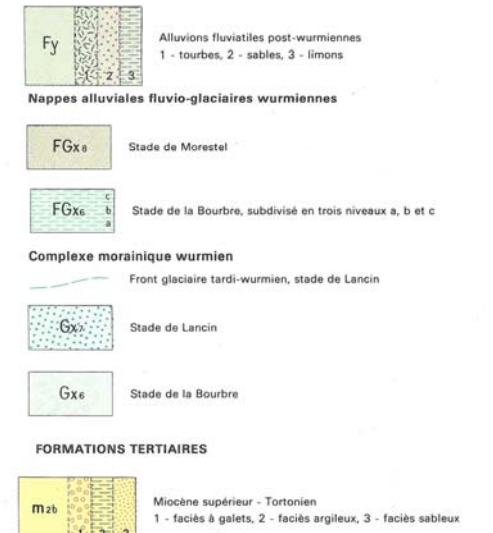 Fy
1 2 3
Alluvions fluviatiles post-wurmiennes
1 - tourbes, 2 - sables, 3 - limons
Nappes alluviales fluvio-glaciaires wurmiennes
FGx8
Stade de Morestel
FGx6
c
b
a
Stade de la Bourbre, subdivisé en trois niveaux a, b et c
Complexe morainique wurmien
Front glaciaire tardi-wurmien, stade de Lancin
Gx7
Stade de Lancin
Gx6
Stade de la Bourbre
FORMATIONS TERTIAIRES
m2b
1 2 3
Miocène supérieur - Tortonien
1 - faciès à galets, 2 - faciès argileux, 3 - faciès sableux